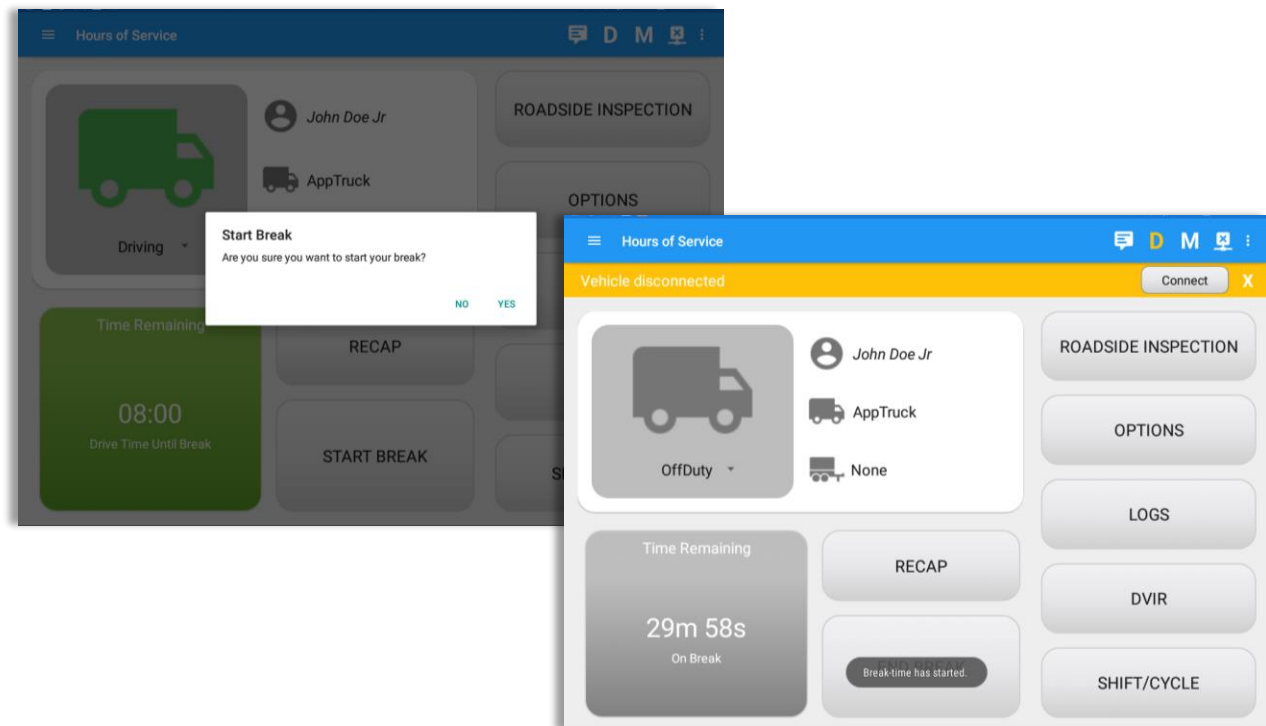 Hours of Service
D M
John Doe Jr
ROADSIDE INSPECTION
AppTruck
OPTIONS
Driving
Start Break
Are you sure you want to start your break?
NO YES
Time Remaining
RECAP
08:00
Drive Time Until Break
START BREAK
Hours of Service
D M
Vehicle disconnected
Connect X
John Doe Jr
ROADSIDE INSPECTION
AppTruck
OPTIONS
OffDuty
None
LOGS
Time Remaining
RECAP
DVIR
29m 58s
On Break
END BREAK
Break-time has started.
SHIFT/CYCLE